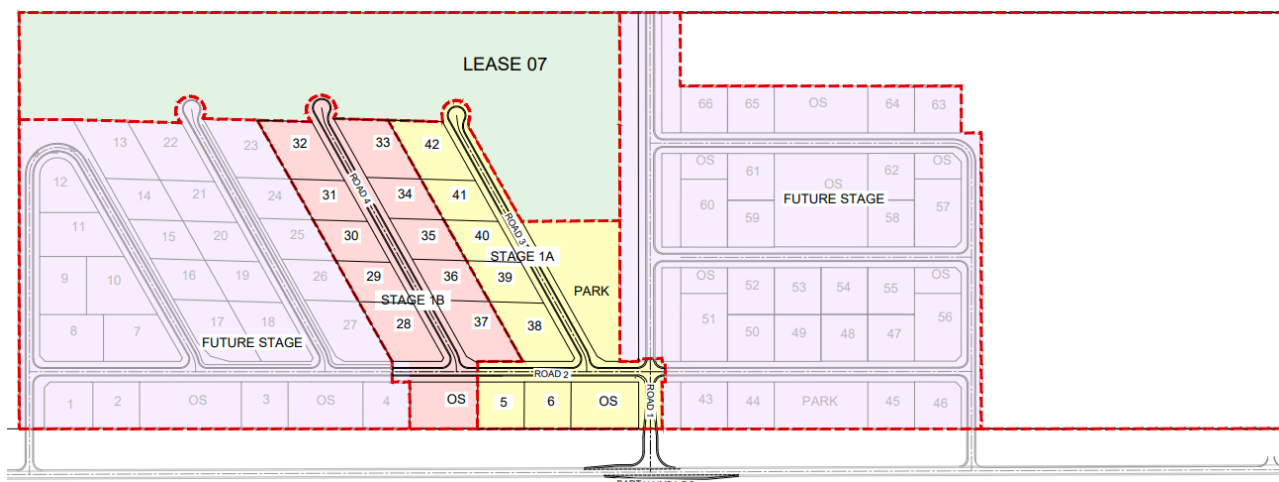 LEASE 07
66 65 OS 64 63
13 22 23 32 33 42
12 14 21 24 31 34 41
OS 61 OS 62 OS
60 59 FUTURE STAGE 58 57
11 15 20 25 30 35 40
ROAD 4
ROAD 3
STAGE 1A
9 10 16 19 26 29 36 39 PARK
STAGE 1B
8 7 17 18 27 28 37 38
FUTURE STAGE
OS 52 53 54 55 OS
51 50 49 48 47 56
ROAD 2
1 2 OS 3 OS 4 OS 5 6 OS
ROAD 1
43 44 PARK 45 46